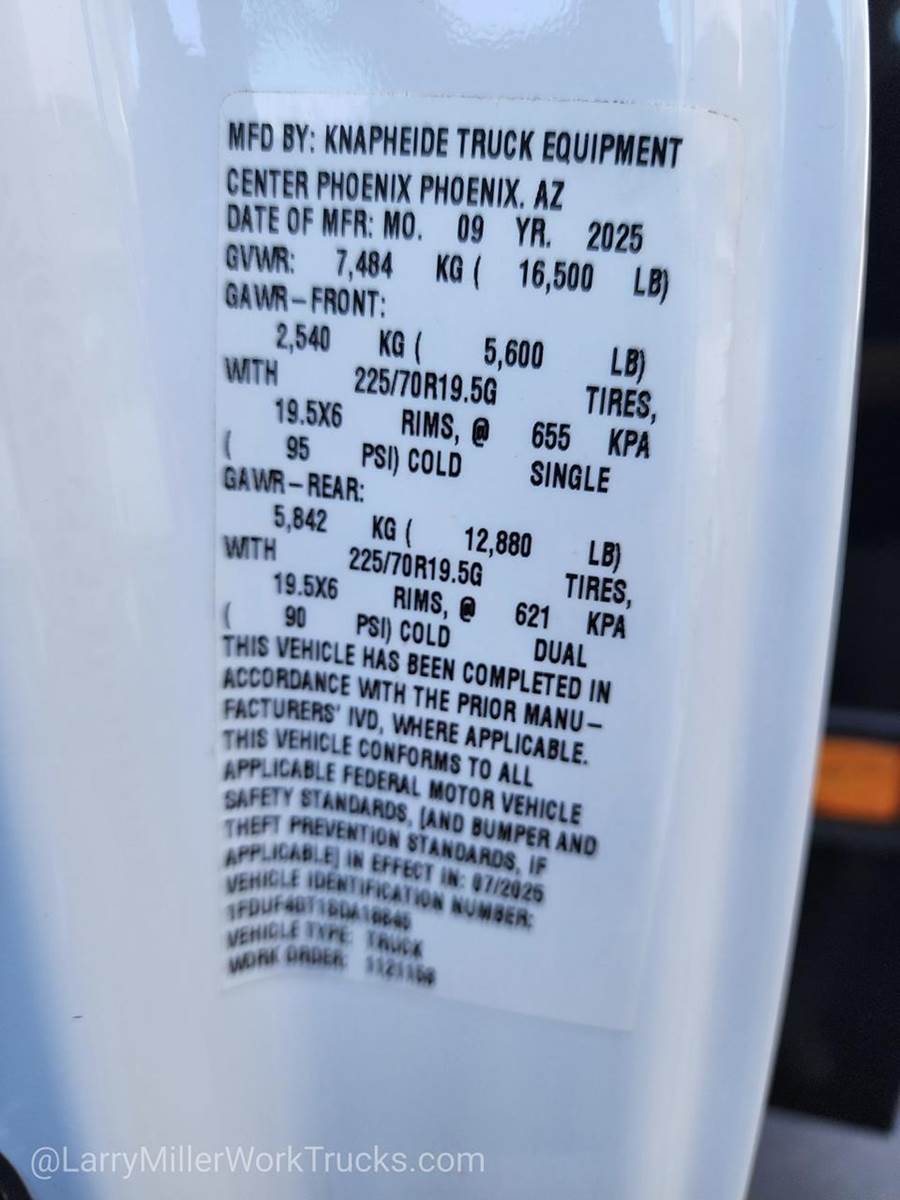 MFD BY: KNAPHEIDE TRUCK EQUIPMENT
CENTER PHOENIX PHOENIX, AZ
DATE OF MFR: MO. 09 YR. 2025
GVWR: 7,484 KG ( 16,500 LB)
GAWR-FRONT:
2,540 KG ( 5,600 LB)
WITH 225/70R19.5G TIRES,
19.5X6 RIMS, @ 655 KPA
( 95 PSI) COLD SINGLE
GAWR-REAR:
5,842 KG ( 12,880 LB)
WITH 225/70R19.5G TIRES,
19.5X6 RIMS, @ 621 KPA
( 90 PSI) COLD DUAL
THIS VEHICLE HAS BEEN COMPLETED IN
ACCORDANCE WITH THE PRIOR MANU-
FACTURERS' IVD, WHERE APPLICABLE.
THIS VEHICLE CONFORMS TO ALL
APPLICABLE FEDERAL MOTOR VEHICLE
SAFETY STANDARDS, [AND BUMPER AND
THEFT PREVENTION STANDARDS, IF
APPLICABLE] IN EFFECT IN: 07/2025
VEHICLE IDENTIFICATION NUMBER:
VEHICLE TYPE: TRUCK
WORK ORDER:
@LarryMillerWorkTrucks.com